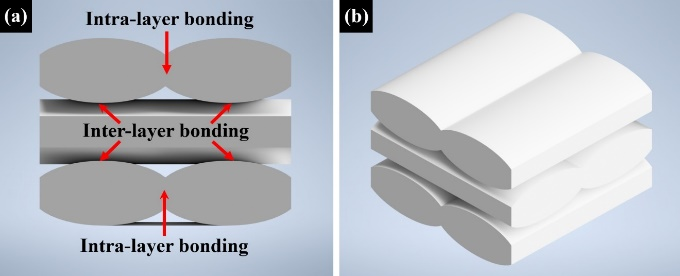 (a)
Intra-layer bonding
Inter-layer bonding
Intra-layer bonding
(b)